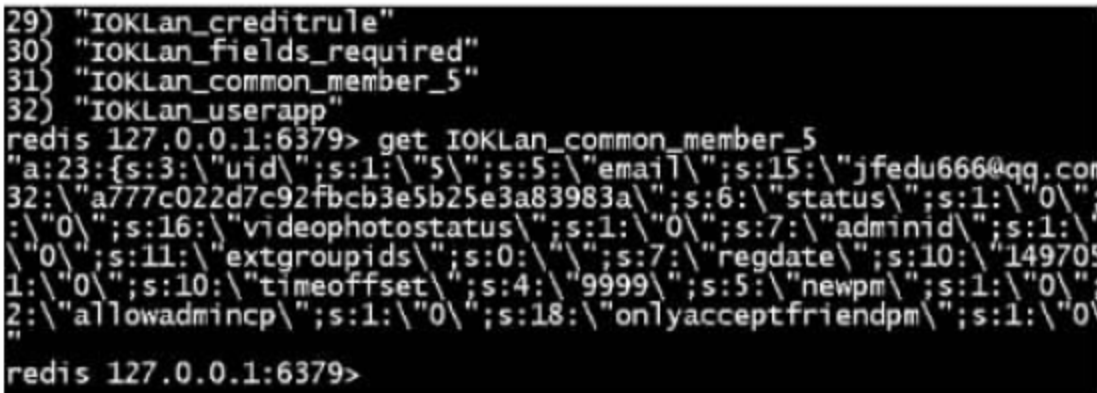 29) "IOKLan_creditrule"
30) "IOKLan_fields_required"
31) "IOKLan_common_member_5"
32) "IOKLan_userapp"
redis 127.0.0.1:6379> get IOKLan_common_member_5
"a:23:{s:3:\"uid\";s:1:\"5\";s:5:\"email\";s:15:\"jfedu666@qq.com
32:\"a777c022d7c92fbcb3e5b25e3a83983a\";s:6:\"status\";s:1:\"0\";
:\"0\";s:16:\"videophotostatus\";s:1:\"0\";s:7:\"adminid\";s:1:\
\"0\";s:11:\"extgroupids\";s:0:\"\";s:7:\"regdate\";s:10:\"149705
1:\"0\";s:10:\"timeoffset\";s:4:\"9999\";s:5:\"newpm\";s:1:\"0\";
2:\"allowadmincp\";s:1:\"0\";s:18:\"onlyacceptfriendpm\";s:1:\"0\
"
redis 127.0.0.1:6379>